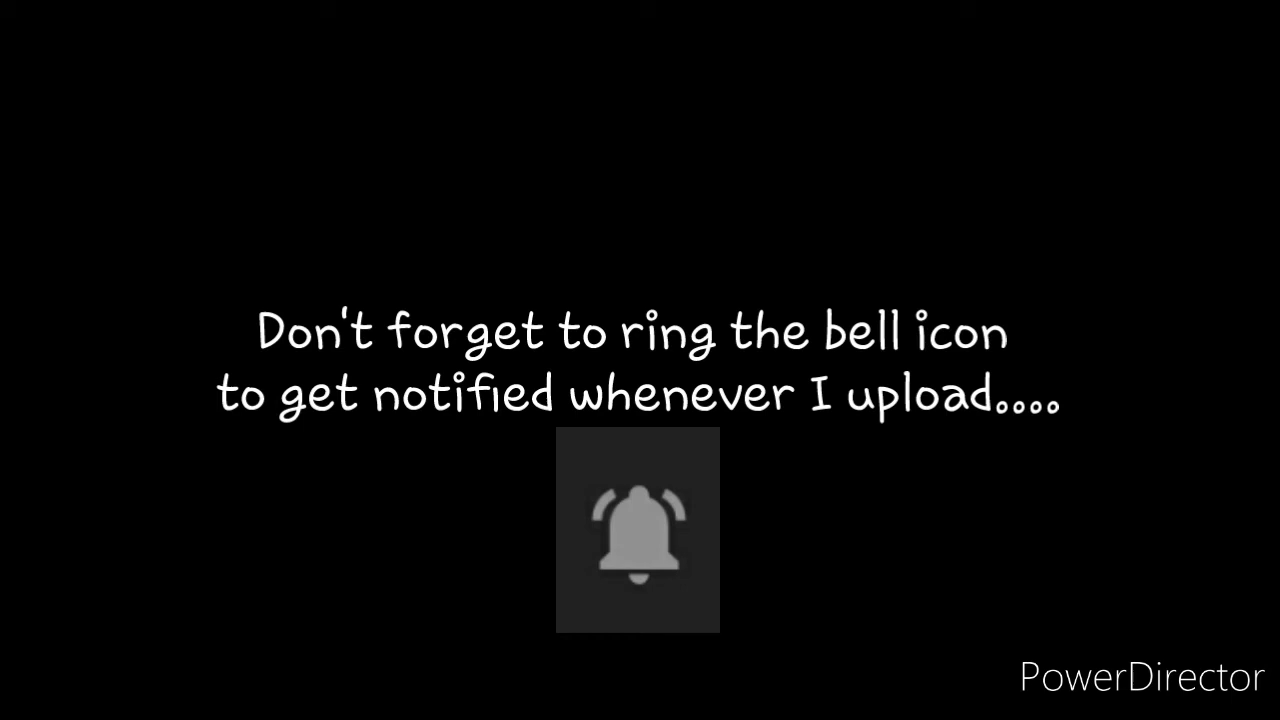 Don't forget to ring the bell icon
to get notified whenever I upload....
PowerDirector